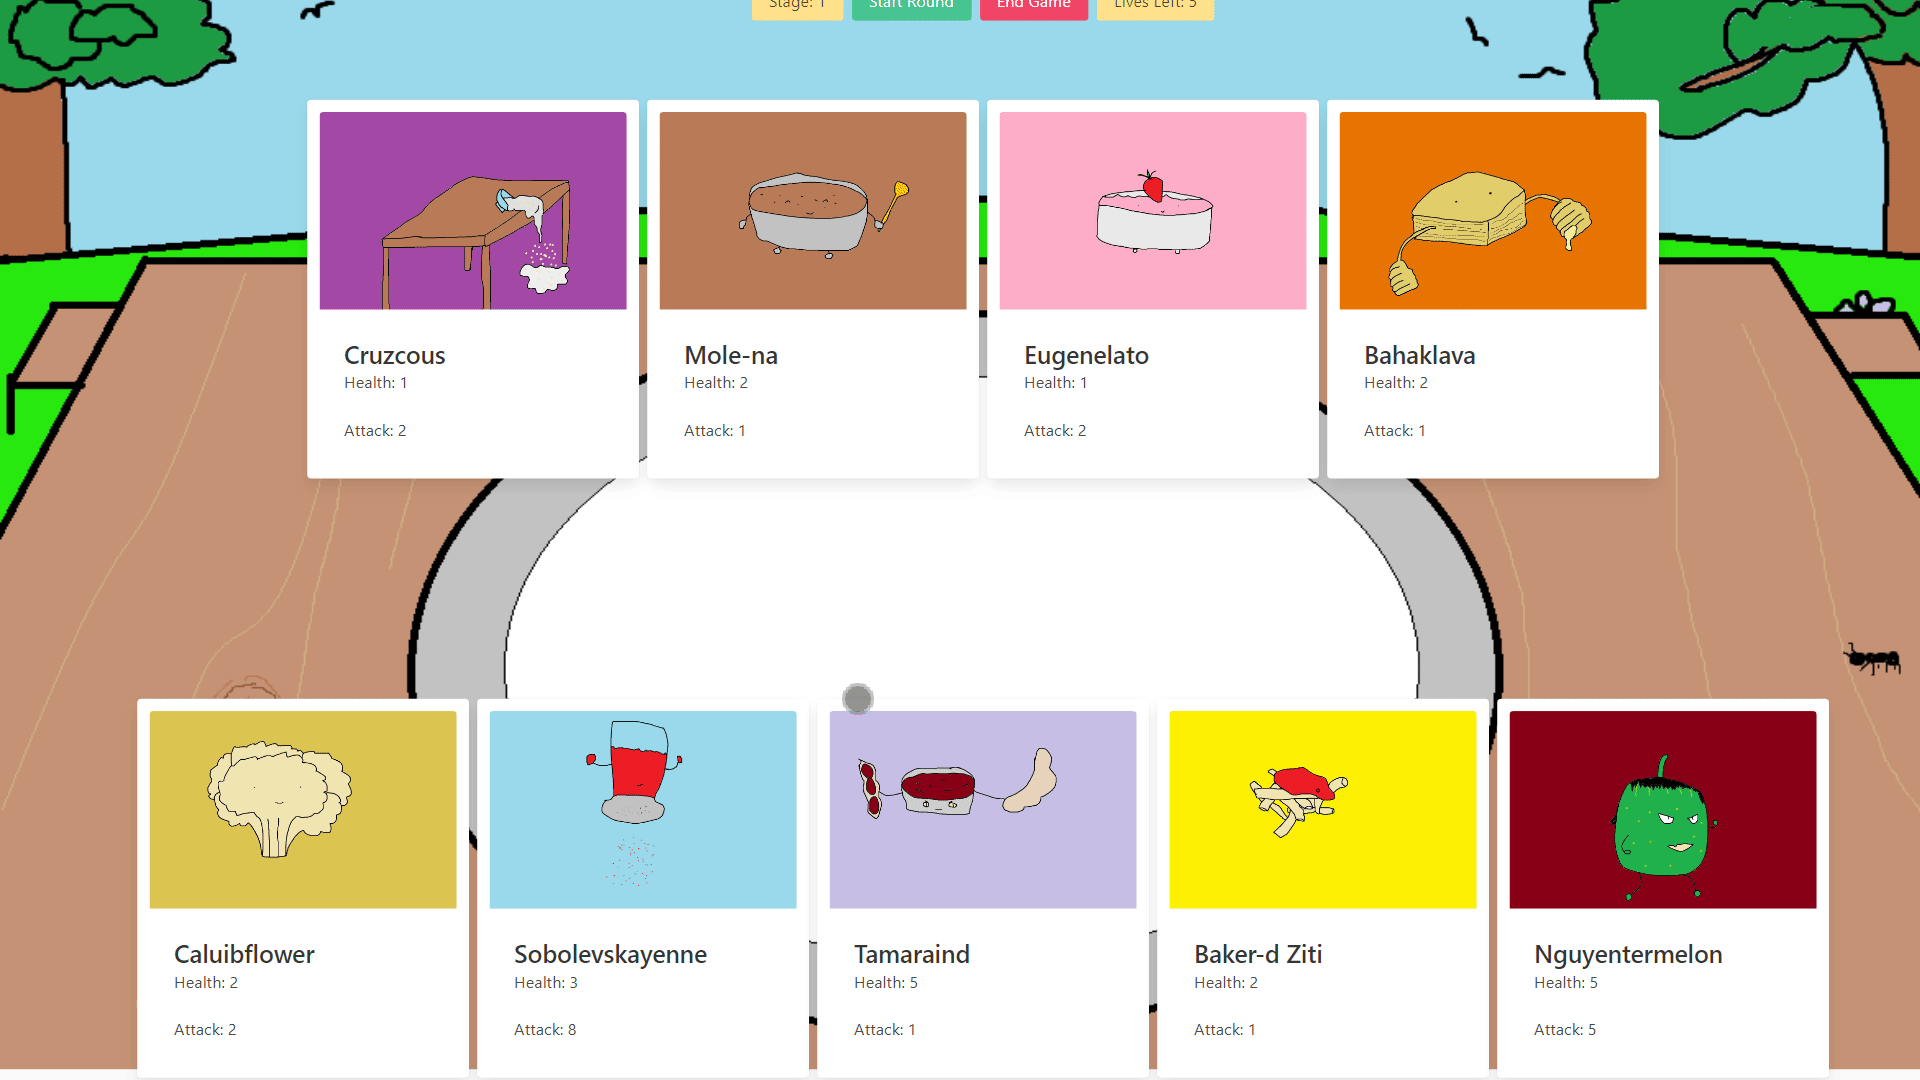 Stage: 1
Start Round
End Game
Lives Left: 5
Cruzcous
Health: 1
Attack: 2
Mole-na
Health: 2
Attack: 1
Eugenelato
Health: 1
Attack: 2
Bahaklava
Health: 2
Attack: 1
Caluibflower
Health: 2
Attack: 2
Sobolevskayenne
Health: 3
Attack: 8
Tamaraind
Health: 5
Attack: 1
Baker-d Ziti
Health: 2
Attack: 1
Nguyentermelon
Health: 5
Attack: 5